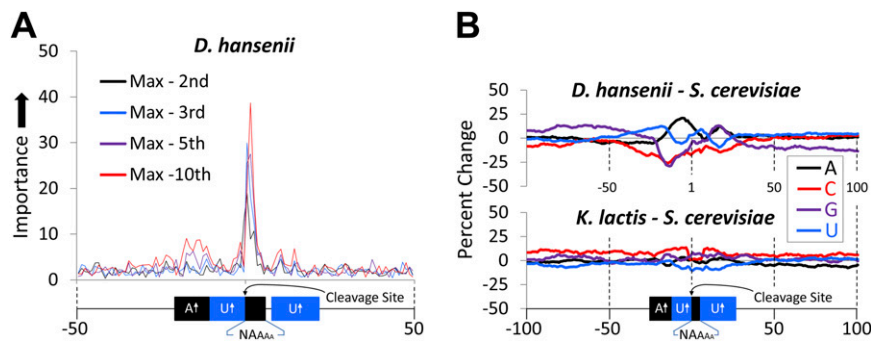 A
D. hansenii
Importance
50
40
30
20
10
0
Max - 2nd
Max - 3rd
Max - 5th
Max -10th
A↑
U↑
U↑
Cleavage Site
NAAAA
-50
50
B
Percent Change
D. hansenii - S. cerevisiae
50
25
0
-25
-50
-50
1
50
100
A
C
G
U
K. lactis - S. cerevisiae
50
25
0
-25
-50
A↑
U↑
U↑
Cleavage Site
NAAAA
-100
-50
50
100